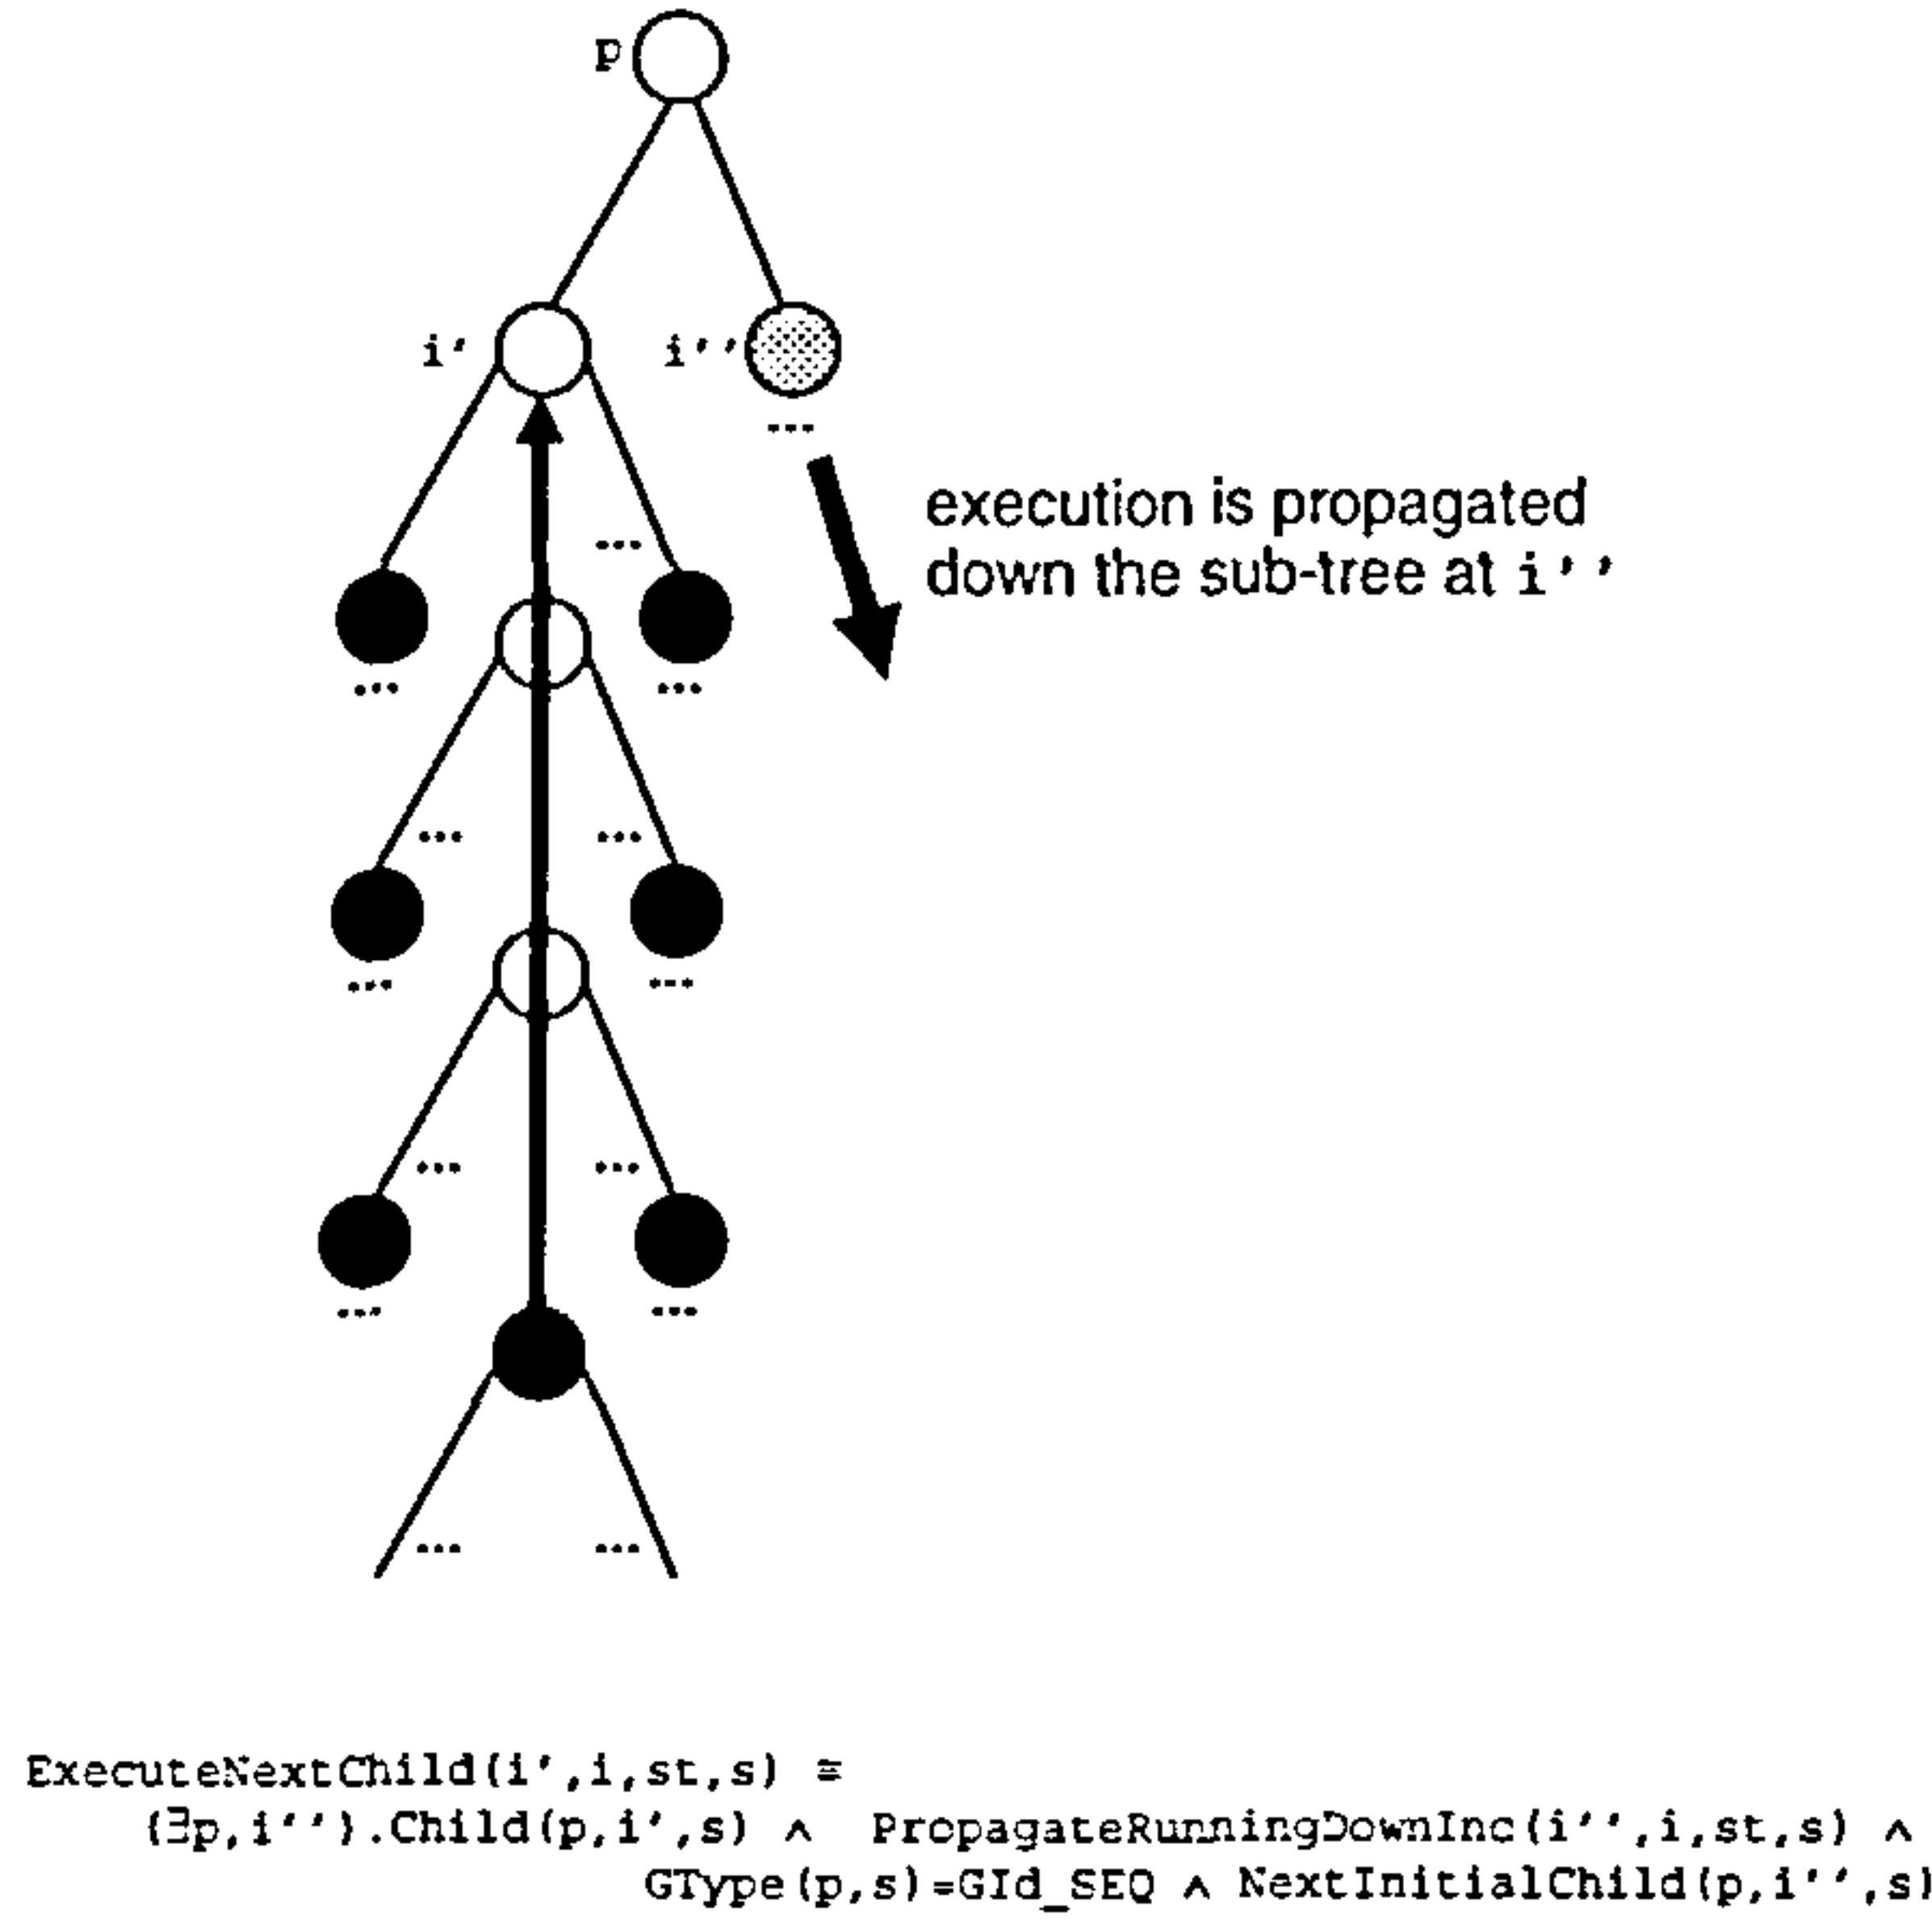 p
i' i''
...
execution is propagated
down the sub-tree at i''
...
... ...
... ...
... ...
... ...
... ...
... ...
ExecuteNextChild(i',i,st,s) ≡
(∃p,i'').Child(p,i',s) ∧ PropagateRunningDownInc(i'',i,st,s) ∧
GType(p,s)=GId_SEQ ∧ NextInitialChild(p,i'',s)